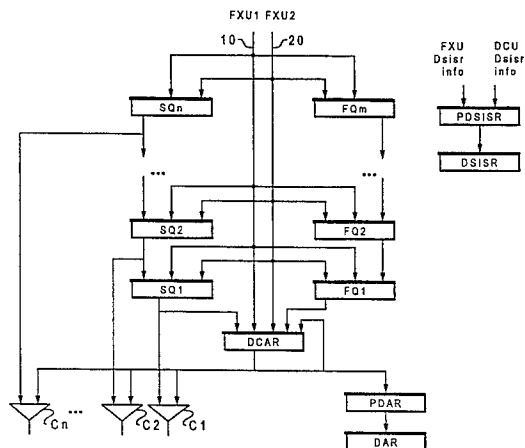 FXU1 FXU2
10 20
FXU DCU
Dsisr Dsisr
info info
SQn FQm
PDSISR
DSISR
... ...
SQ2 FQ2
SQ1 FQ1
DCAR
Cn ... C2 C1
PDAR
DAR